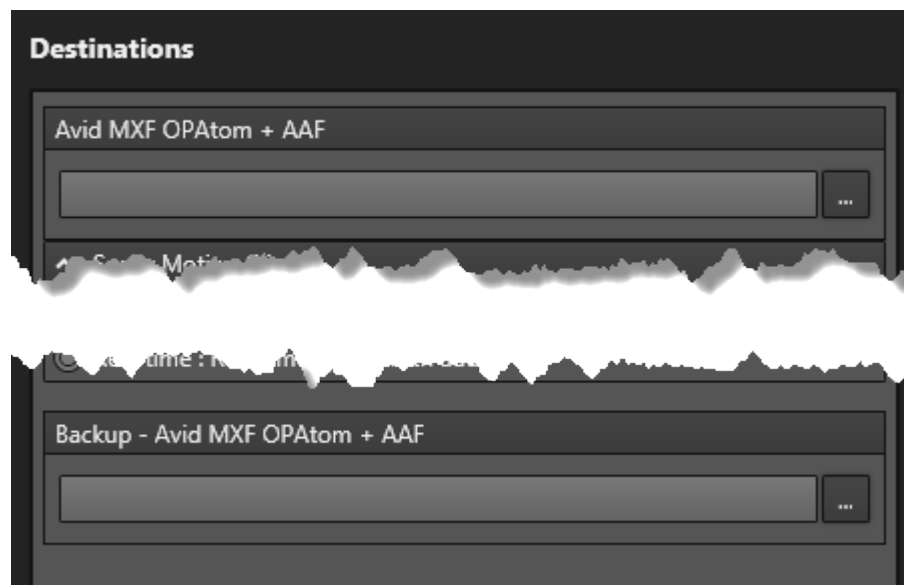 Destinations
Avid MXF OPAtom + AAF
...
Backup - Avid MXF OPAtom + AAF
...